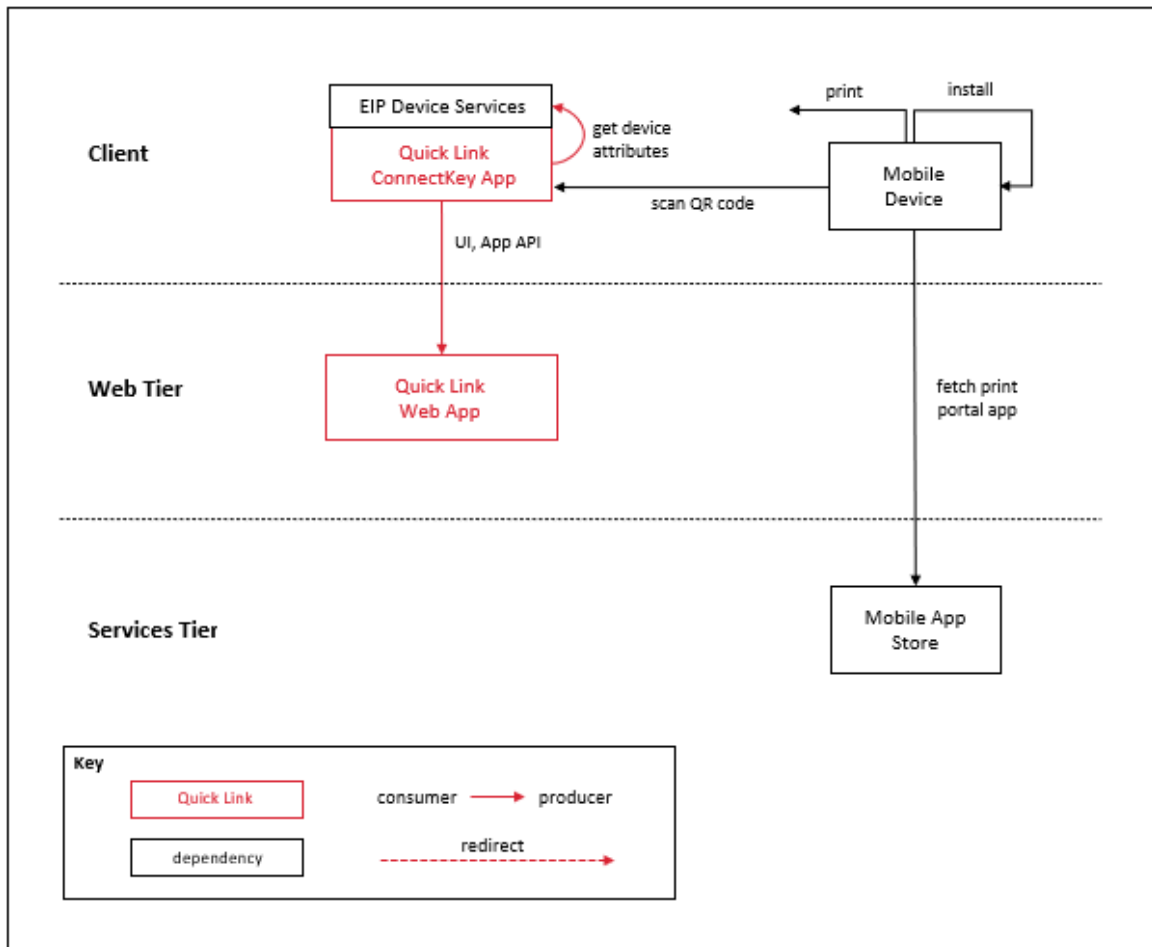 EIP Device Services
print
install
get device
attributes
Client
Quick Link
ConnectKey App
Mobile
Device
scan QR code
UI, App API
Web Tier
Quick Link
Web App
fetch print
portal app
Services Tier
Mobile App
Store
Key
Quick Link
consumer
producer
dependency
redirect